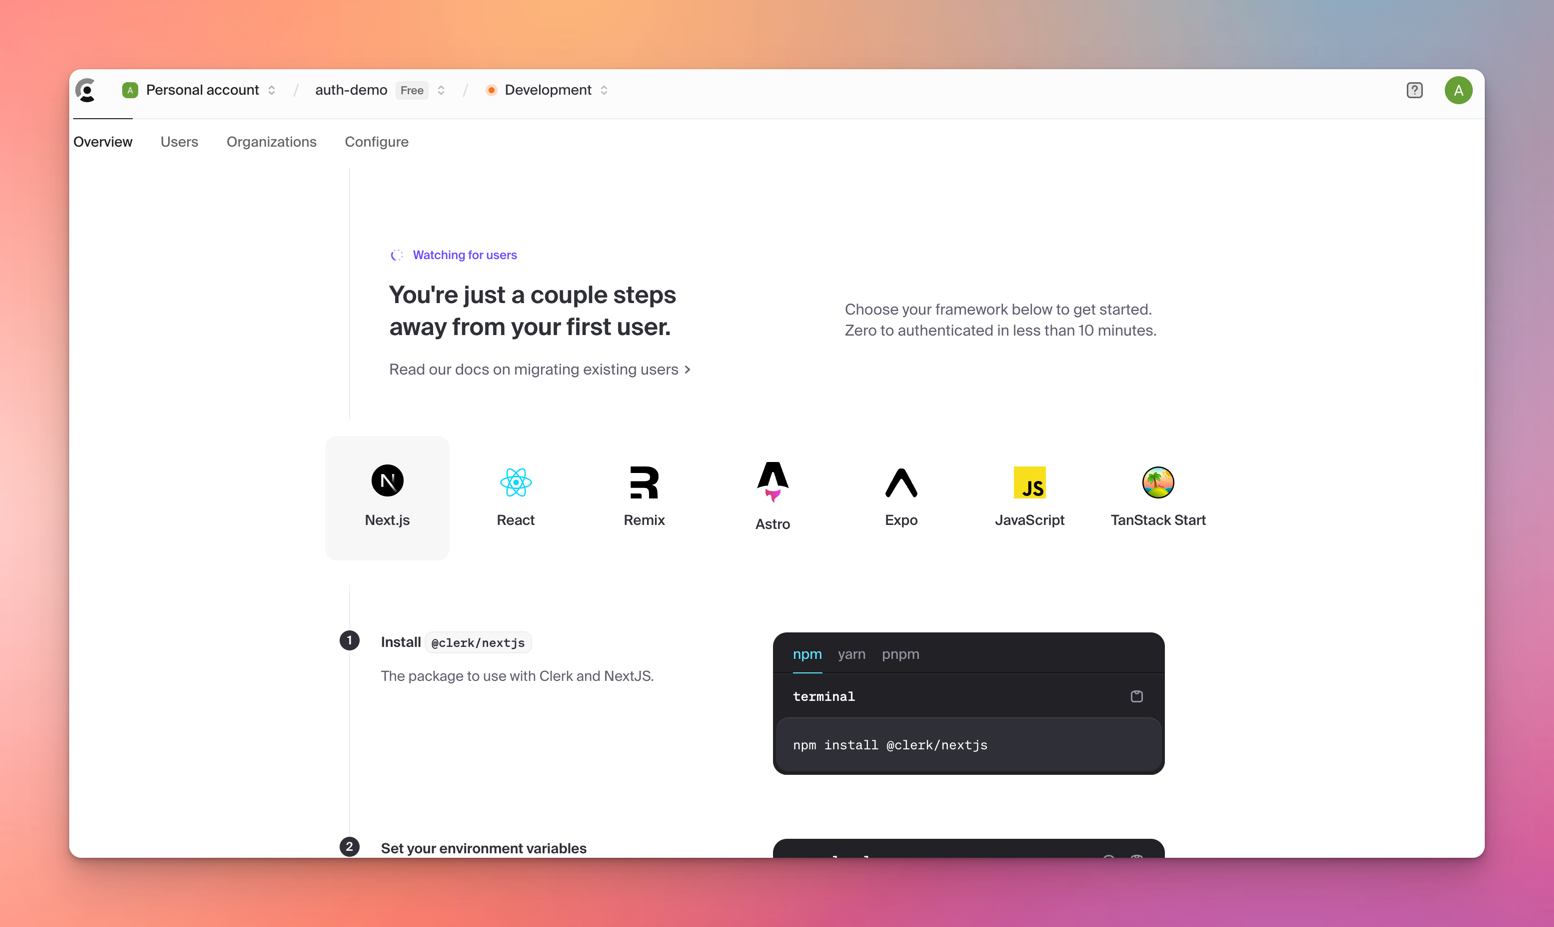 A Personal account / auth-demo Free / Development ? A
Overview Users Organizations Configure
Watching for users
You're just a couple steps
away from your first user.
Read our docs on migrating existing users >
Choose your framework below to get started.
Zero to authenticated in less than 10 minutes.
N
JS
Next.js React Remix Astro Expo JavaScript TanStack Start
1 Install @clerk/nextjs
The package to use with Clerk and NextJS.
npm yarn pnpm
terminal
npm install @clerk/nextjs
2 Set your environment variables